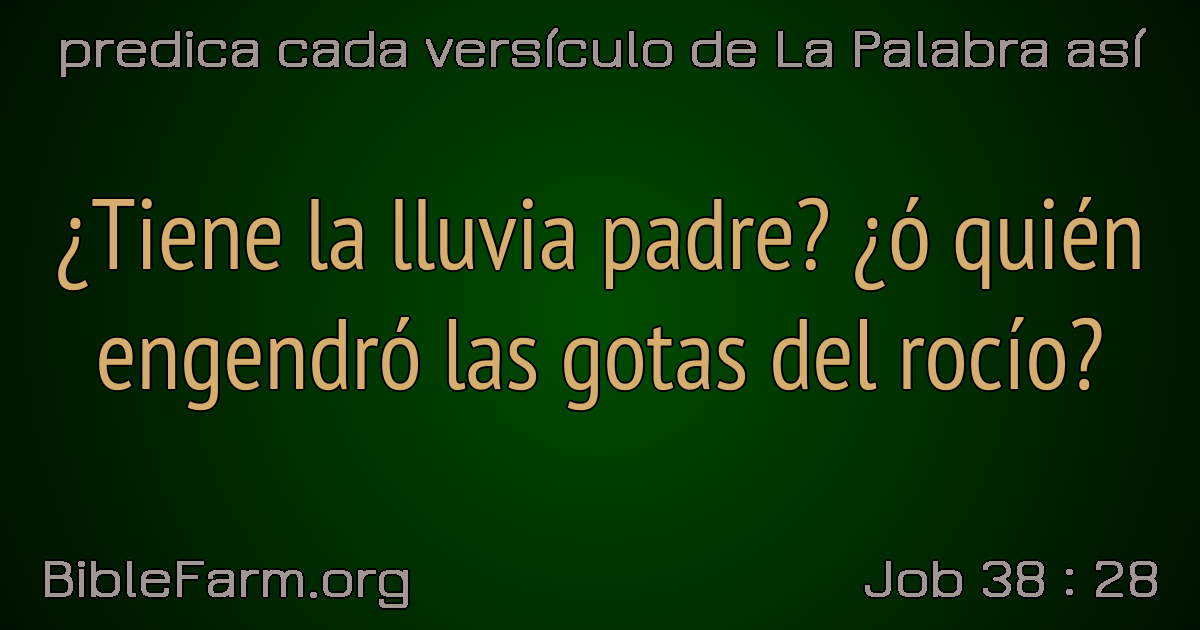 predica cada versículo de La Palabra así
¿Tiene la lluvia padre? ¿ó quién
engendró las gotas del rocío?
BibleFarm.org
Job 38 : 28